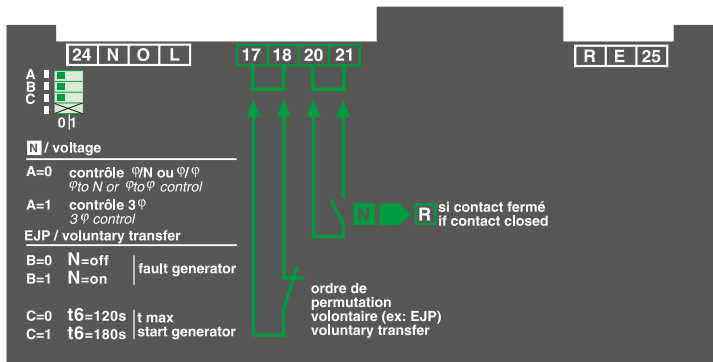 24 N O L
17 18 20 21
R E 25
A
B
C
0 1
N / voltage
A=0 contrôle φ/N ou φ/φ
φto N or φto φ control
A=1 contrôle 3φ
3 φ control
EJP / voluntary transfer
B=0 N=off
B=1 N=on
fault generator
C=0 t6=120s
C=1 t6=180s
t max
start generator
N R
si contact fermé
if contact closed
ordre de
permutation
volontaire (ex: EJP)
voluntary transfer